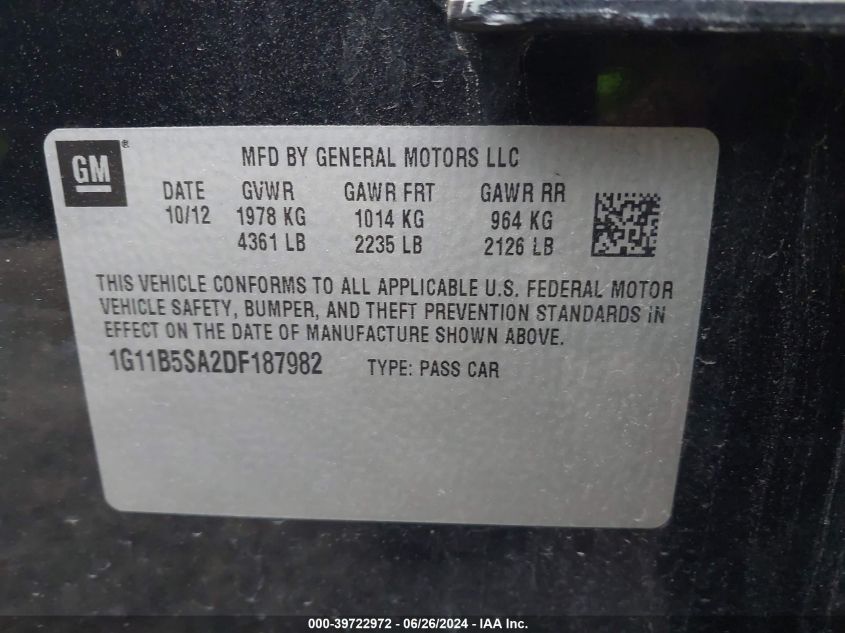 GM®
MFD BY GENERAL MOTORS LLC
DATE GVWR GAWR FRT GAWR RR
10/12 1978 KG 1014 KG 964 KG
4361 LB 2235 LB 2126 LB
THIS VEHICLE CONFORMS TO ALL APPLICABLE U.S. FEDERAL MOTOR
VEHICLE SAFETY, BUMPER, AND THEFT PREVENTION STANDARDS IN
EFFECT ON THE DATE OF MANUFACTURE SHOWN ABOVE.
1G11B5SA2DF187982 TYPE: PASS CAR
000-39722972 / 06/26/2024 - IAA Inc.